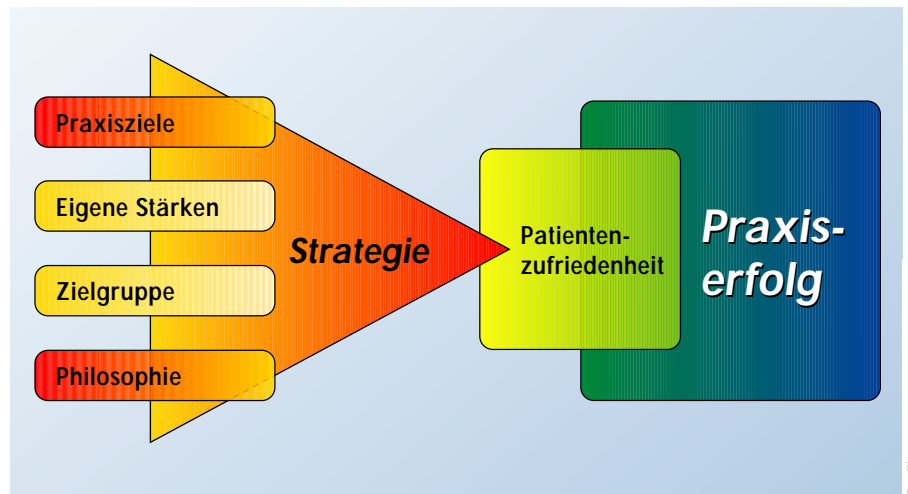 Praxisziele
Eigene Stärken
Zielgruppe
Philosophie
Strategie
Patienten-
zufriedenheit
Praxis-
erfolg